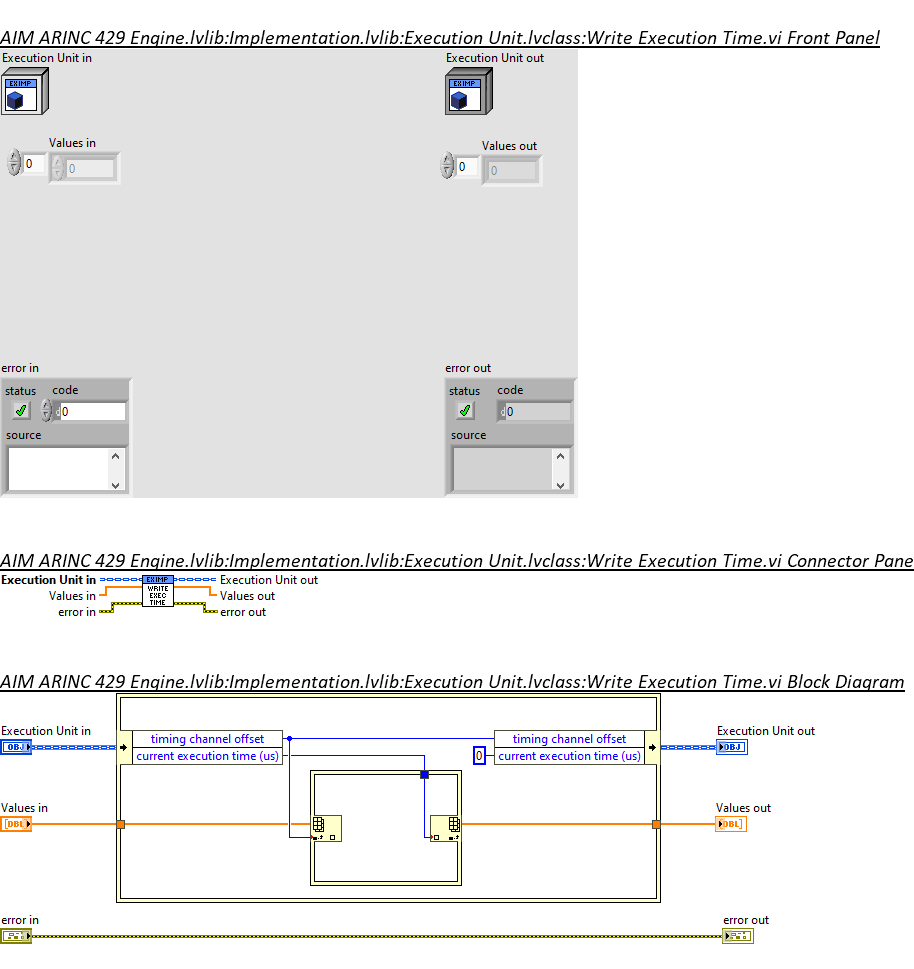 AIM ARINC 429 Engine.lvlib:Implementation.lvlib:Execution Unit.lvclass:Write Execution Time.vi Front Panel
Execution Unit in Execution Unit out
EXIMP EXIMP
Values in Values out
0 0 0 0
error in error out
status code status code
d 0 d 0
source source
AIM ARINC 429 Engine.lvlib:Implementation.lvlib:Execution Unit.lvclass:Write Execution Time.vi Connector Pane
Execution Unit in EXIMP Execution Unit out
Values in WRITE EXEC TIME Values out
error in error out
AIM ARINC 429 Engine.lvlib:Implementation.lvlib:Execution Unit.lvclass:Write Execution Time.vi Block Diagram
Execution Unit in Execution Unit out
timing channel offset timing channel offset
OBJ OBJ
current execution time (us) 0 current execution time (us)
Values in Values out
[DBL] [DBL]
error in error out